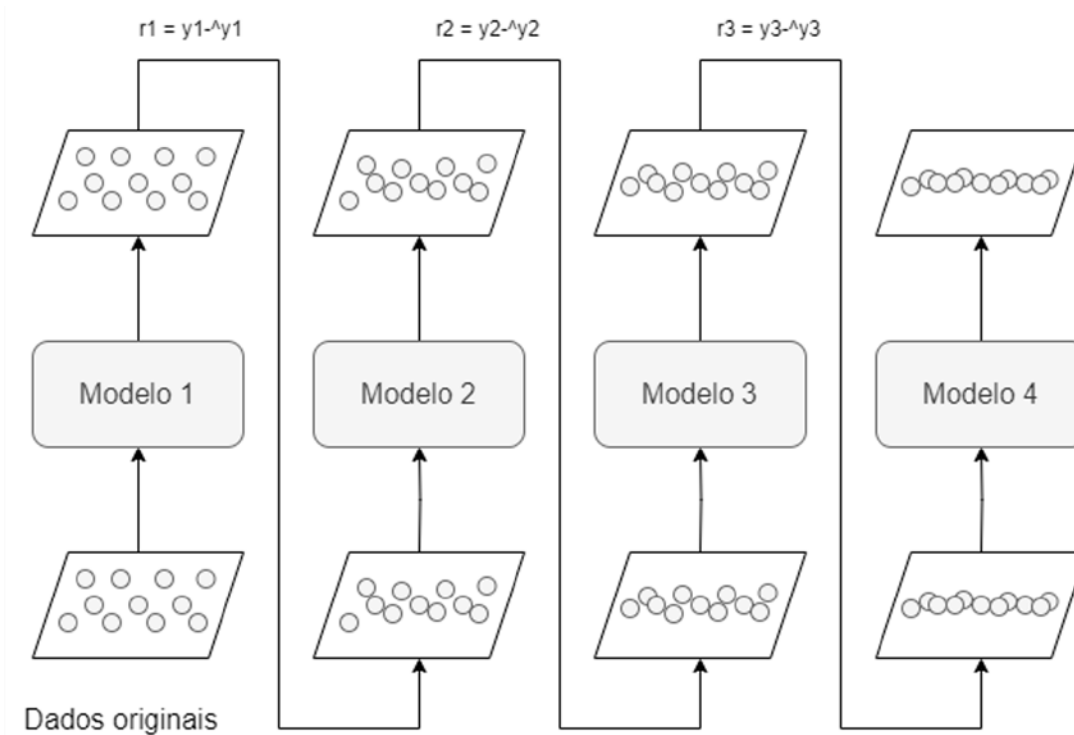 r1 = y1-^y1
r2 = y2-^y2
r3 = y3-^y3
Modelo 1
Modelo 2
Modelo 3
Modelo 4
Dados originais